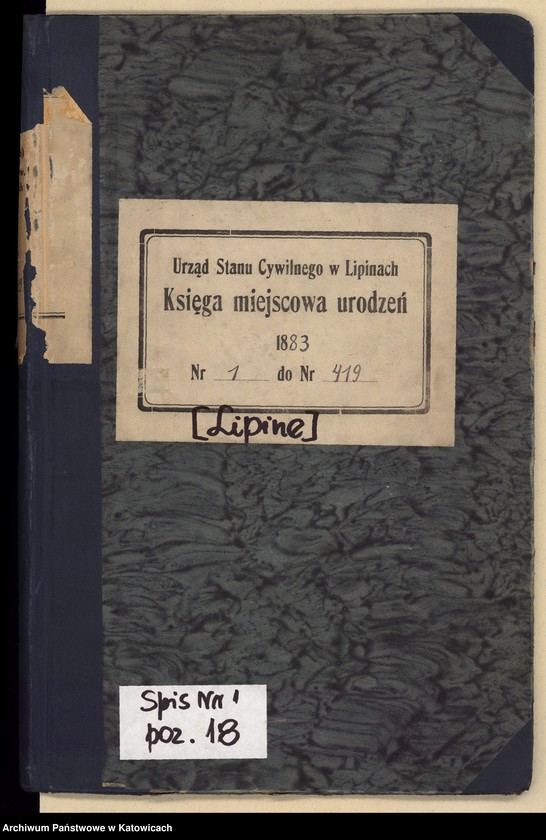 Urząd Stanu Cywilnego w Lipinach
Księga miejscowa urodzeń
1883
Nr 1 do Nr 419
[Lipine]
Spis Nr 1
poz. 18
Archiwum Państwowe w Katowicach